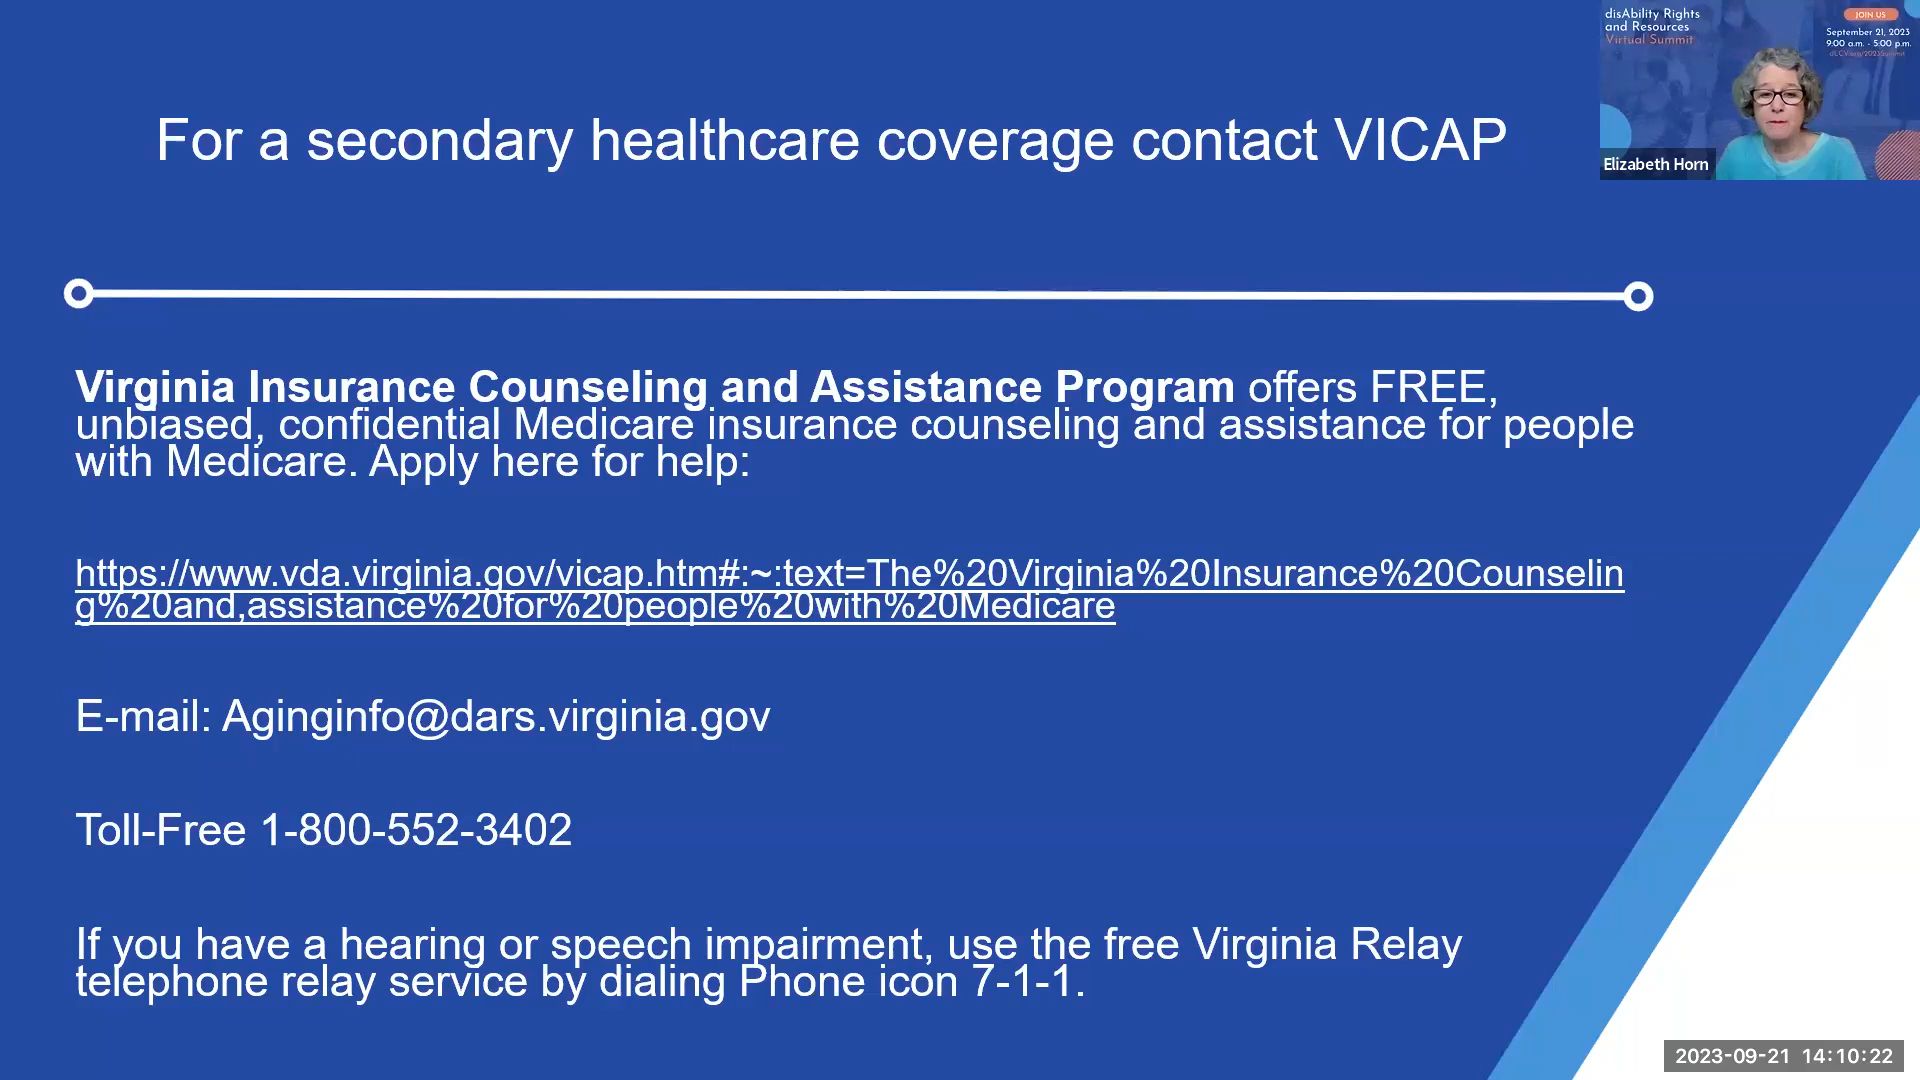 disAbility Rights
and Resources
Virtual Summit
JOIN US
September 21, 2023
9:00 a.m. - 5:00 p.m.
dLCV.org/2023Summit
Elizabeth Horn
For a secondary healthcare coverage contact VICAP
Virginia Insurance Counseling and Assistance Program offers FREE,
unbiased, confidential Medicare insurance counseling and assistance for people
with Medicare. Apply here for help:
https://www.vda.virginia.gov/vicap.htm#:~:text=The%20Virginia%20Insurance%20Counselin
g%20and,assistance%20for%20people%20with%20Medicare
E-mail: Aginginfo@dars.virginia.gov
Toll-Free 1-800-552-3402
If you have a hearing or speech impairment, use the free Virginia Relay
telephone relay service by dialing Phone icon 7-1-1.
2023-09-21 14:10:22